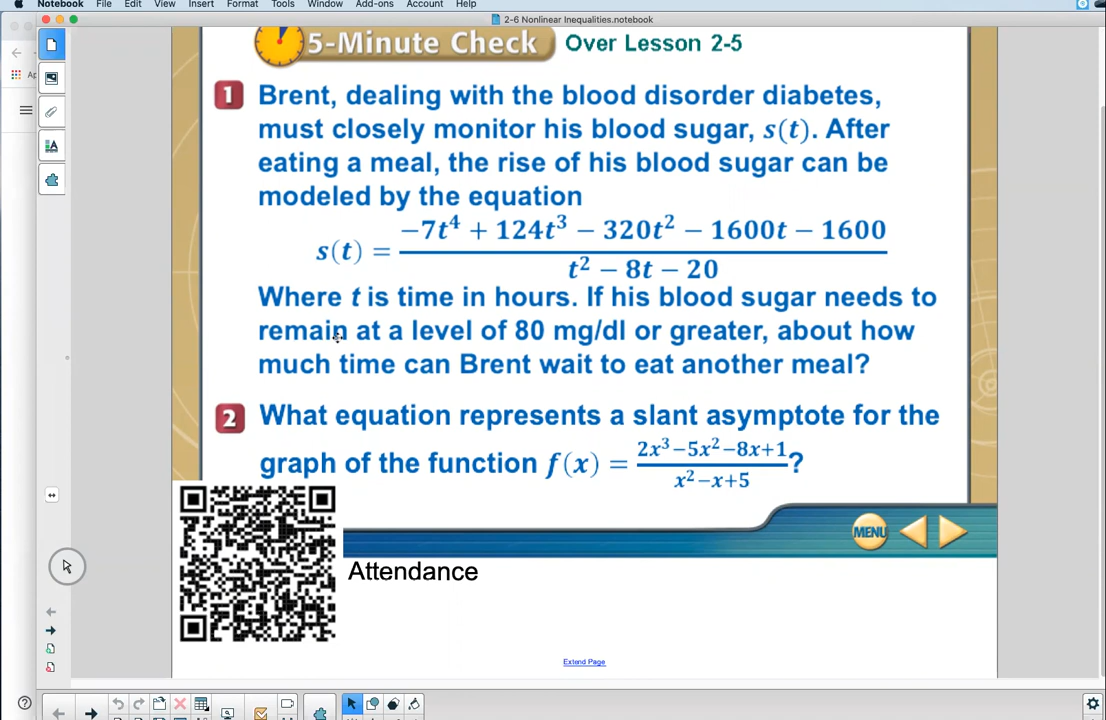 Notebook File Edit View Insert Format Tools Window Add-ons Account Help
2-6 Nonlinear Inequalities.notebook
5-Minute Check Over Lesson 2-5
1 Brent, dealing with the blood disorder diabetes,
must closely monitor his blood sugar, s(t). After
eating a meal, the rise of his blood sugar can be
modeled by the equation
s(t) = (−7t⁴ + 124t³ − 320t² − 1600t − 1600)/(t² − 8t − 20)
Where t is time in hours. If his blood sugar needs to
remain at a level of 80 mg/dl or greater, about how
much time can Brent wait to eat another meal?
2 What equation represents a slant asymptote for the
graph of the function f(x) = (2x³−5x²−8x+1)/(x²−x+5)?
MENU
Attendance
Extend Page